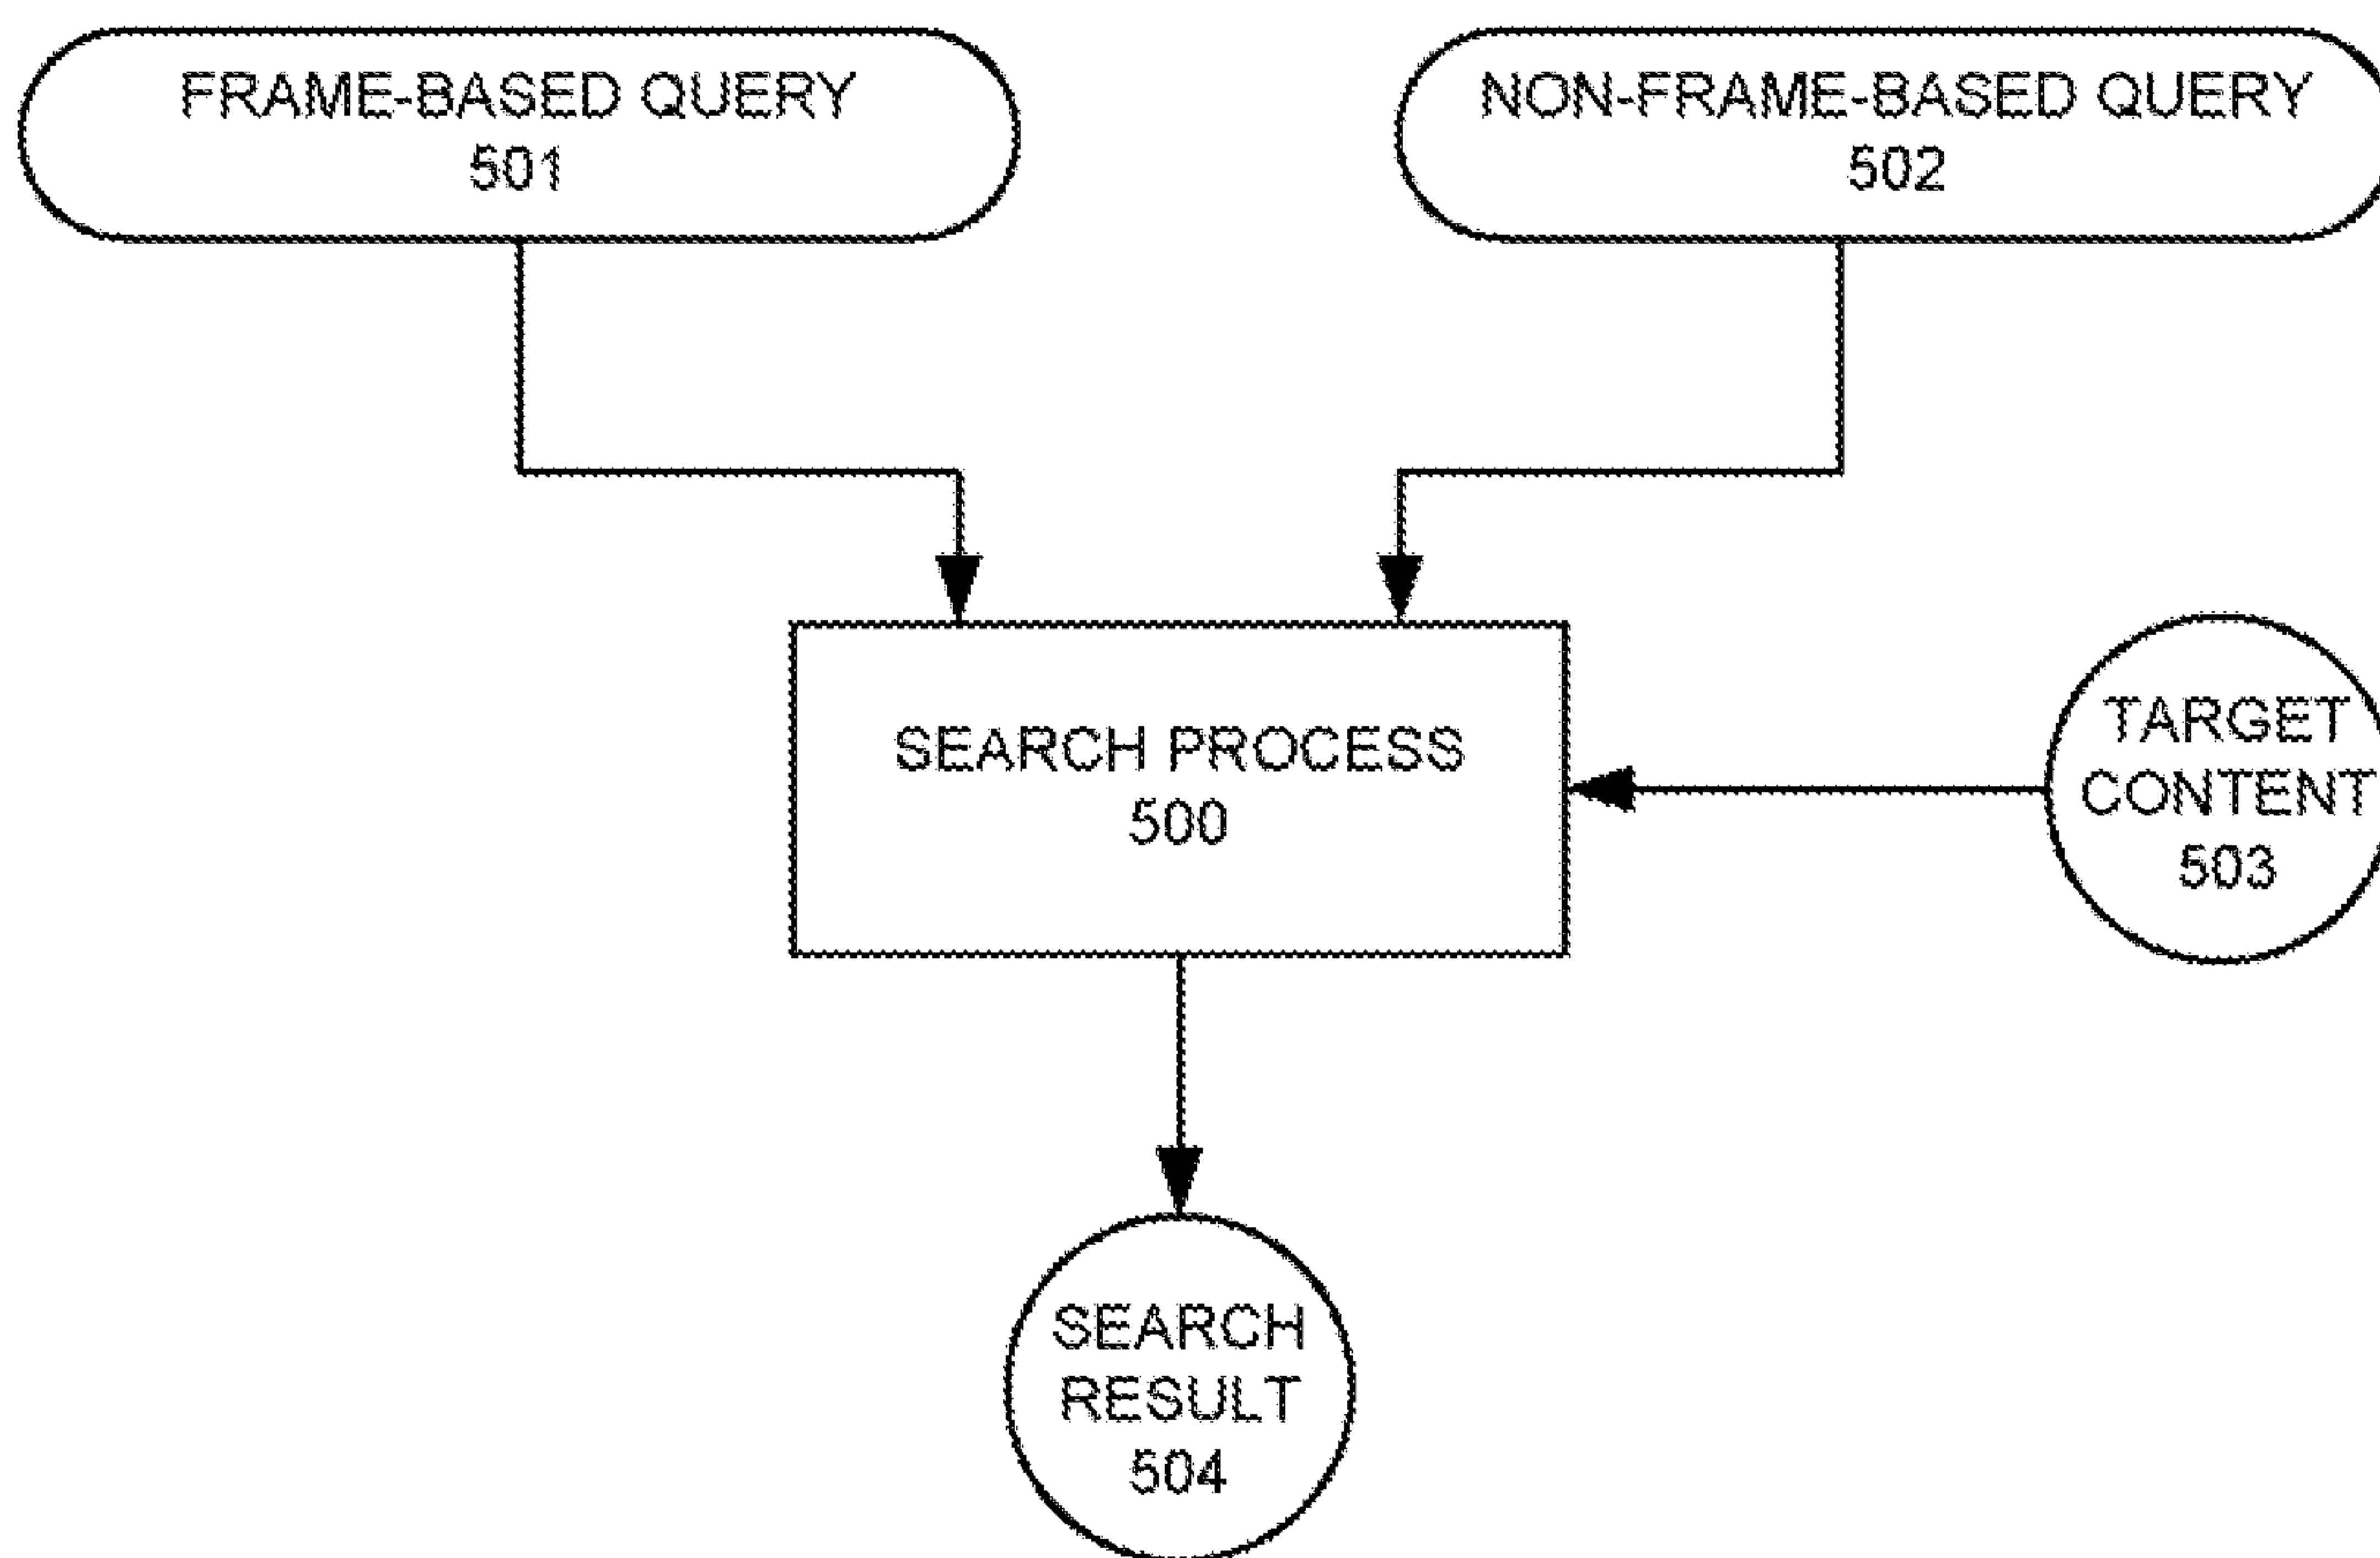 FRAME-BASED QUERY
501
NON-FRAME-BASED QUERY
502
SEARCH PROCESS
500
TARGET
CONTENT
503
SEARCH
RESULT
504